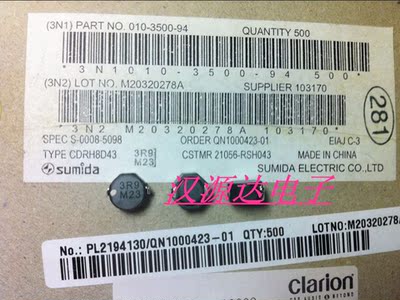 (3N1) PART NO. 010-3500-94 QUANTITY 500
*3N1010-3500-94 500*
(3N2) LOT NO. M20320278A SUPPLIER 103170
*3N2 M20320278A 103170*
SPEC S-0008-5098 ORDER QN1000423-01 EIAJ C-3
TYPE CDRH8D43 3R9 M23 CSTMR 21056-RSH043 MADE IN CHINA
sumida SUMIDA ELECTRIC CO.,LTD
(281)
3R9
M23
汉源达电子
No.: PL2194130/QN1000423-01 QTY:500 LOTNO:M20320278A
clarion